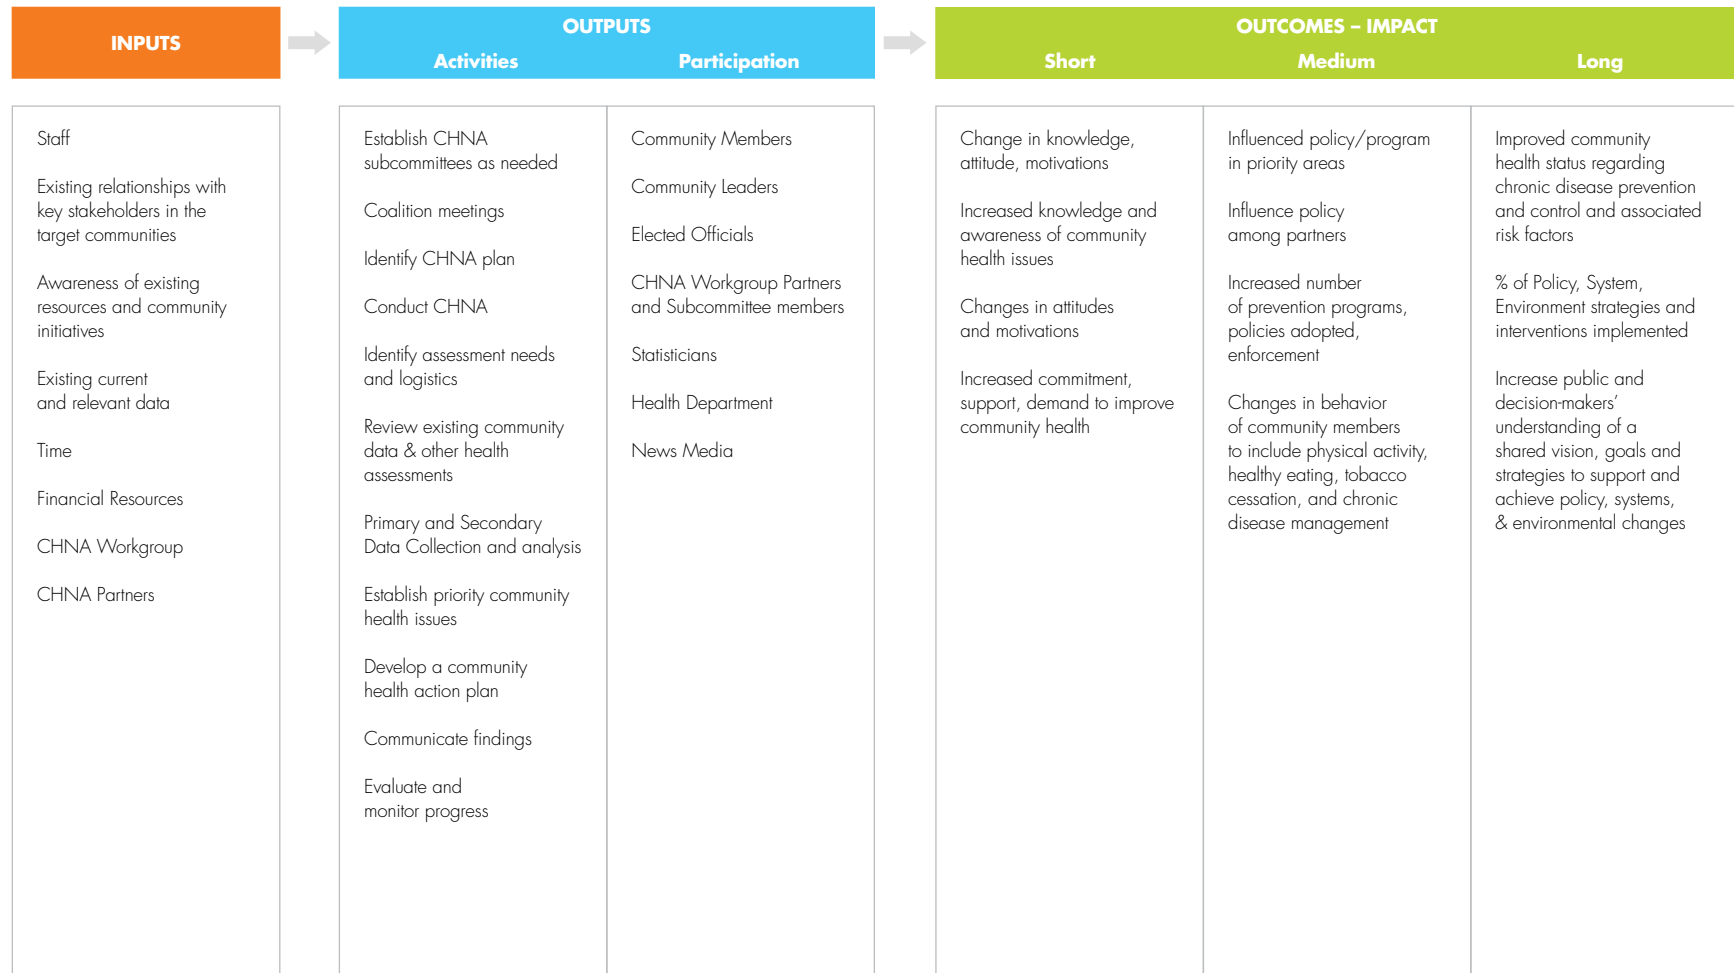 INPUTS
OUTPUTS
Activities
Participation
OUTCOMES – IMPACT
Short
Medium
Long
Staff
Existing relationships with
key stakeholders in the
target communities
Awareness of existing
resources and community
initiatives
Existing current
and relevant data
Time
Financial Resources
CHNA Workgroup
CHNA Partners
Establish CHNA
subcommittees as needed
Coalition meetings
Identify CHNA plan
Conduct CHNA
Identify assessment needs
and logistics
Review existing community
data & other health
assessments
Primary and Secondary
Data Collection and analysis
Establish priority community
health issues
Develop a community
health action plan
Communicate findings
Evaluate and
monitor progress
Community Members
Community Leaders
Elected Officials
CHNA Workgroup Partners
and Subcommittee members
Statisticians
Health Department
News Media
Change in knowledge,
attitude, motivations
Increased knowledge and
awareness of community
health issues
Changes in attitudes
and motivations
Increased commitment,
support, demand to improve
community health
Influenced policy/program
in priority areas
Influence policy
among partners
Increased number
of prevention programs,
policies adopted,
enforcement
Changes in behavior
of community members
to include physical activity,
healthy eating, tobacco
cessation, and chronic
disease management
Improved community
health status regarding
chronic disease prevention
and control and associated
risk factors
% of Policy, System,
Environment strategies and
interventions implemented
Increase public and
decision-makers’
understanding of a
shared vision, goals and
strategies to support and
achieve policy, systems,
& environmental changes